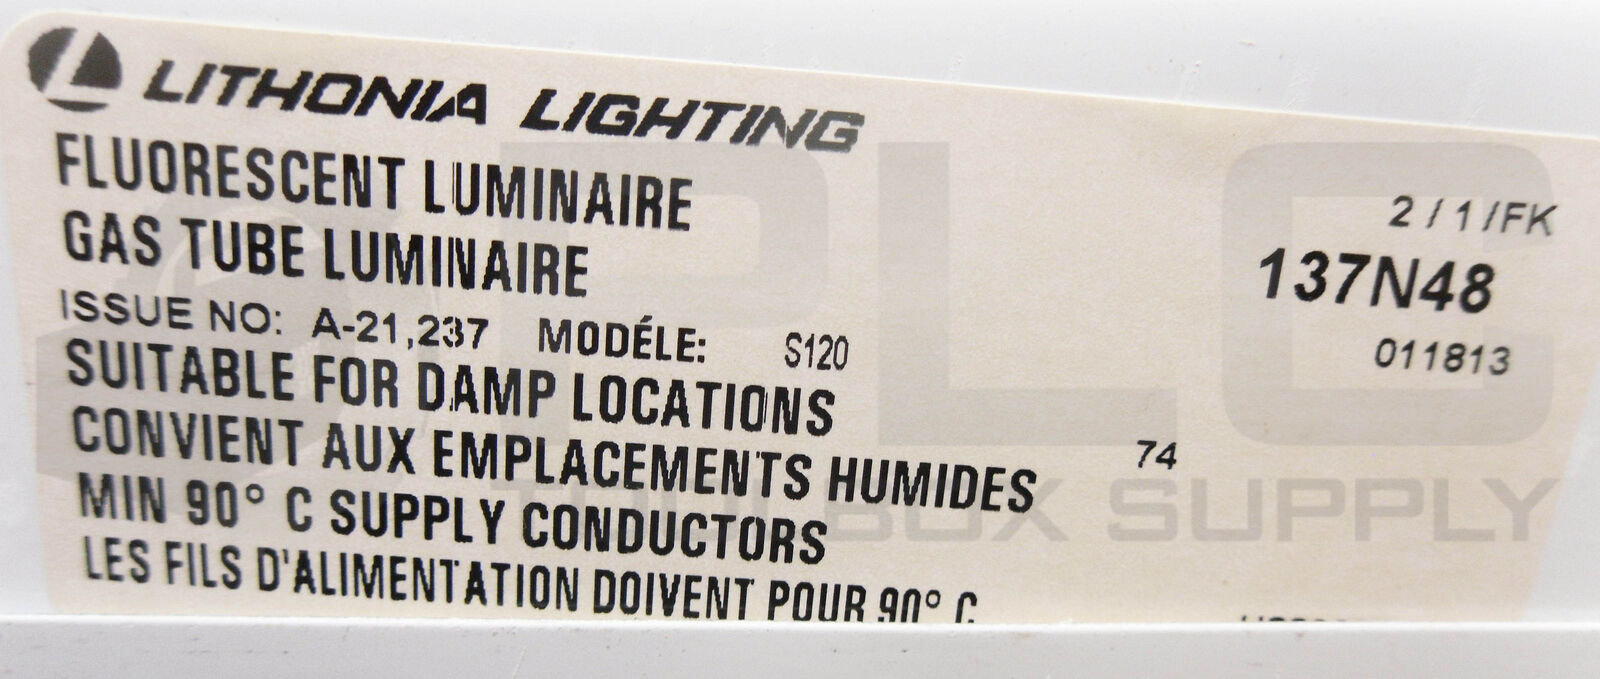 LITHONIA LIGHTING
FLUORESCENT LUMINAIRE
GAS TUBE LUMINAIRE
ISSUE NO: A-21,237 MODÉLE: S120
SUITABLE FOR DAMP LOCATIONS
CONVIENT AUX EMPLACEMENTS HUMIDES
MIN 90° C SUPPLY CONDUCTORS
LES FILS D'ALIMENTATION DOIVENT POUR 90° C
2 / 1 /FK
137N48
011813
74
PLC
TOOLBOX SUPPLY